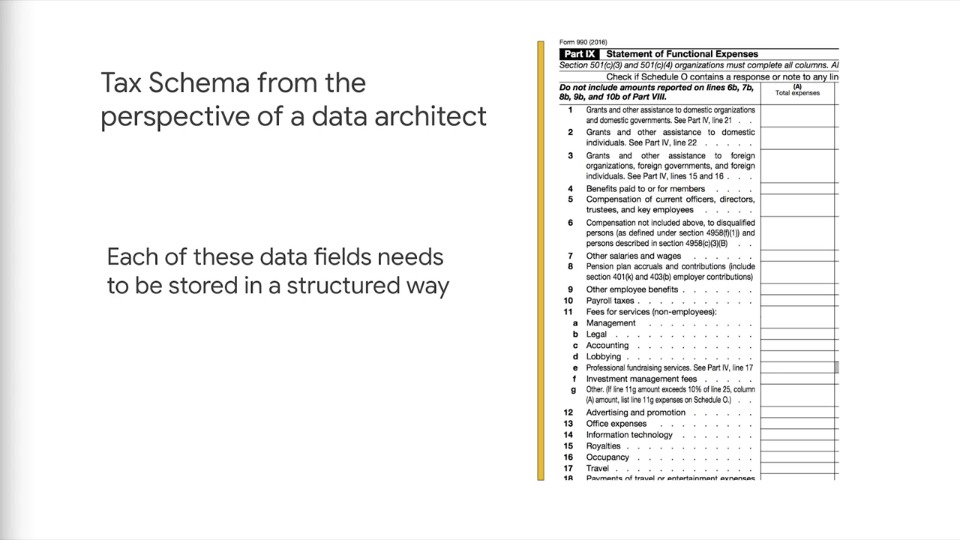 Tax Schema from the
perspective of a data architect
Each of these data fields needs
to be stored in a structured way
Form 990 (2016)
Part IX Statement of Functional Expenses
Section 501(c)(3) and 501(c)(4) organizations must complete all columns. Al
Check if Schedule O contains a response or note to any lin
Do not include amounts reported on lines 6b, 7b,
8b, 9b, and 10b of Part VIII.
(A)
Total expenses
1 Grants and other assistance to domestic organizations
and domestic governments. See Part IV, line 21 . .
2 Grants and other assistance to domestic
individuals. See Part IV, line 22 . . . . .
3 Grants and other assistance to foreign
organizations, foreign governments, and foreign
individuals. See Part IV, lines 15 and 16 . . .
4 Benefits paid to or for members . . . .
5 Compensation of current officers, directors,
trustees, and key employees . . . . .
6 Compensation not included above, to disqualified
persons (as defined under section 4958(f)(1)) and
persons described in section 4958(c)(3)(B) . .
7 Other salaries and wages . . . . . .
8 Pension plan accruals and contributions (include
section 401(k) and 403(b) employer contributions)
9 Other employee benefits . . . . . . .
10 Payroll taxes . . . . . . . . . . .
11 Fees for services (non-employees):
a Management . . . . . . . . . .
b Legal . . . . . . . . . . . . .
c Accounting . . . . . . . . . . .
d Lobbying . . . . . . . . . . . .
e Professional fundraising services. See Part IV, line 17
f Investment management fees . . . . .
g Other. (If line 11g amount exceeds 10% of line 25, column
(A) amount, list line 11g expenses on Schedule O.) . .
12 Advertising and promotion . . . . . .
13 Office expenses . . . . . . . . .
14 Information technology . . . . . . .
15 Royalties . . . . . . . . . . . .
16 Occupancy . . . . . . . . . . .
17 Travel . . . . . . . . . . . . .
18 Payments of travel or entertainment expenses